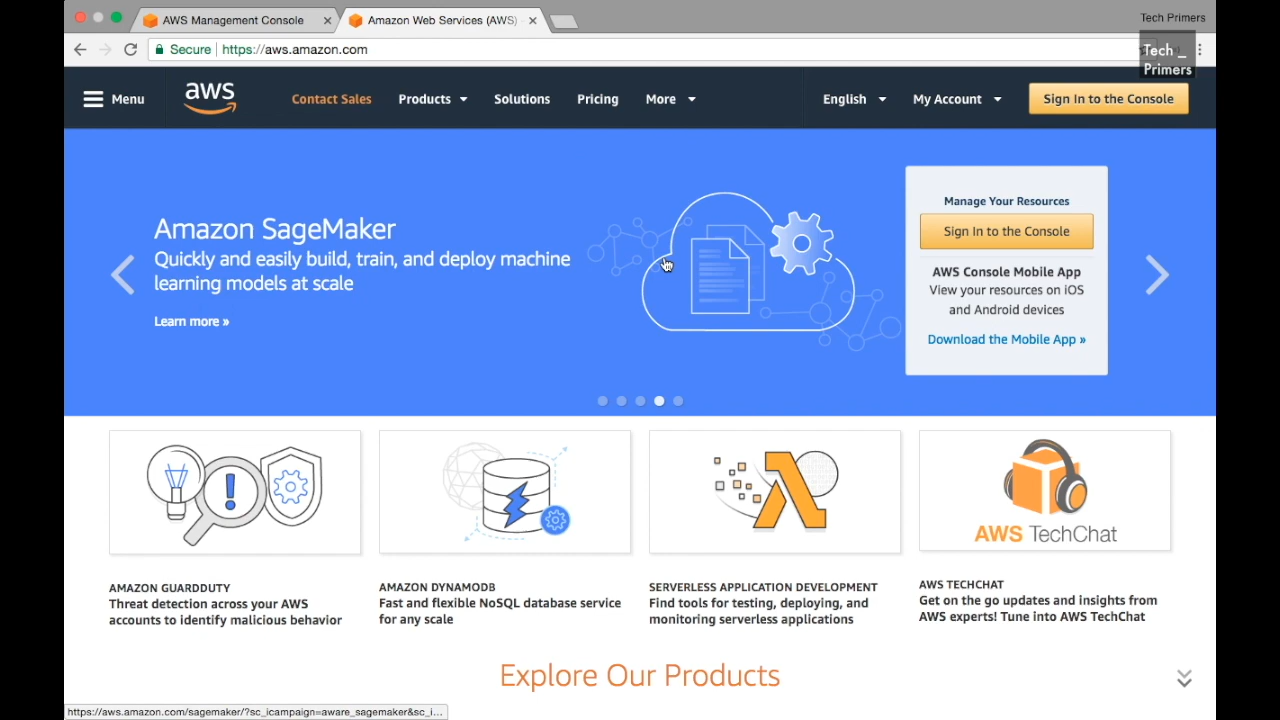 AWS Management Console
Amazon Web Services (AWS)
Tech Primers
Secure
https://aws.amazon.com
Tech _
Primers
Menu
aws
Contact Sales
Products
Solutions
Pricing
More
English
My Account
Sign In to the Console
Amazon SageMaker
Quickly and easily build, train, and deploy machine
learning models at scale
Learn more »
Manage Your Resources
Sign In to the Console
AWS Console Mobile App
View your resources on iOS
and Android devices
Download the Mobile App »
AWS TechChat
AMAZON GUARDDUTY
Threat detection across your AWS
accounts to identify malicious behavior
AMAZON DYNAMODB
Fast and flexible NoSQL database service
for any scale
SERVERLESS APPLICATION DEVELOPMENT
Find tools for testing, deploying, and
monitoring serverless applications
AWS TECHCHAT
Get on the go updates and insights from
AWS experts! Tune into AWS TechChat
Explore Our Products
https://aws.amazon.com/sagemaker/?sc_icampaign=aware_sagemaker&sc_i...